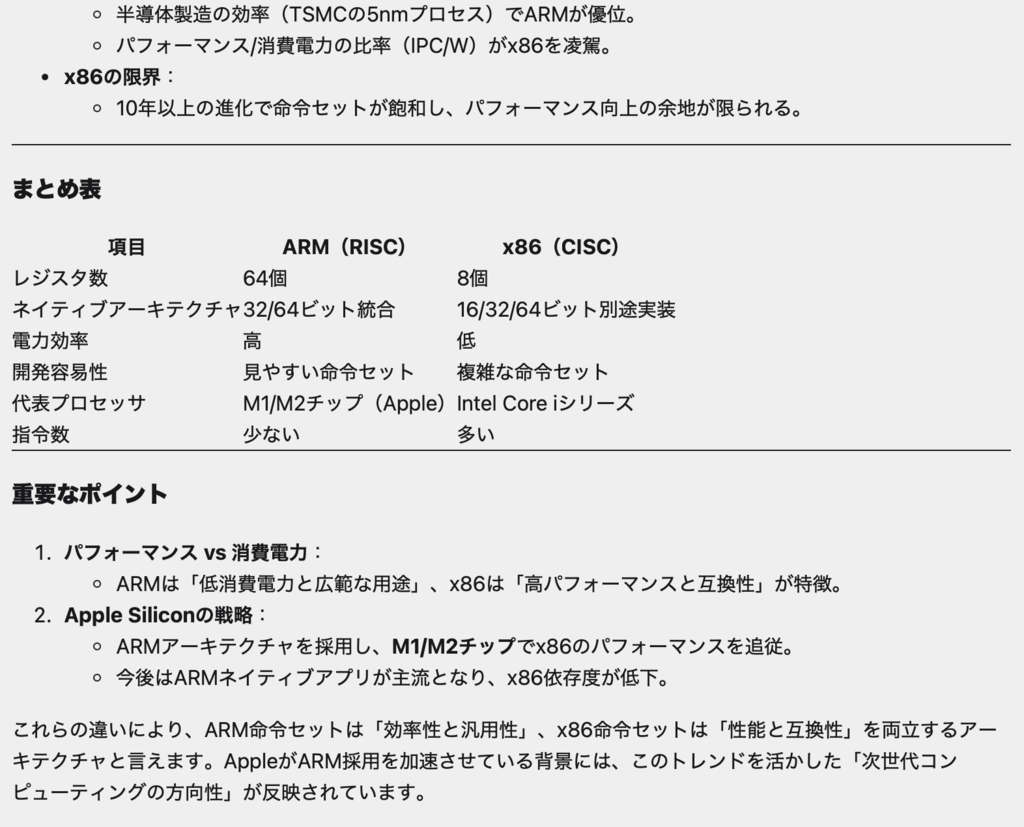 半導体製造の効率（TSMCの5nmプロセス）でARMが優位。
パフォーマンス/消費電力の比率（IPC/W）がx86を凌駕。
x86の限界：
10年以上の進化で命令セットが飽和し、パフォーマンス向上の余地が限られる。
まとめ表
項目 ARM（RISC） x86（CISC）
レジスタ数 64個 8個
ネイティブアーキテクチャ 32/64ビット統合 16/32/64ビット別途実装
電力効率 高 低
開発容易性 見やすい命令セット 複雑な命令セット
代表プロセッサ M1/M2チップ（Apple） Intel Core iシリーズ
指令数 少ない 多い
重要なポイント
1. パフォーマンス vs 消費電力：
ARMは「低消費電力と広範な用途」、x86は「高パフォーマンスと互換性」が特徴。
2. Apple Siliconの戦略：
ARMアーキテクチャを採用し、M1/M2チップでx86のパフォーマンスを追従。
今後はARMネイティブアプリが主流となり、x86依存度が低下。
これらの違いにより、ARM命令セットは「効率性と汎用性」、x86命令セットは「性能と互換性」を両立するアー
キテクチャと言えます。AppleがARM採用を加速させている背景には、このトレンドを活かした「次世代コン
ピューティングの方向性」が反映されています。